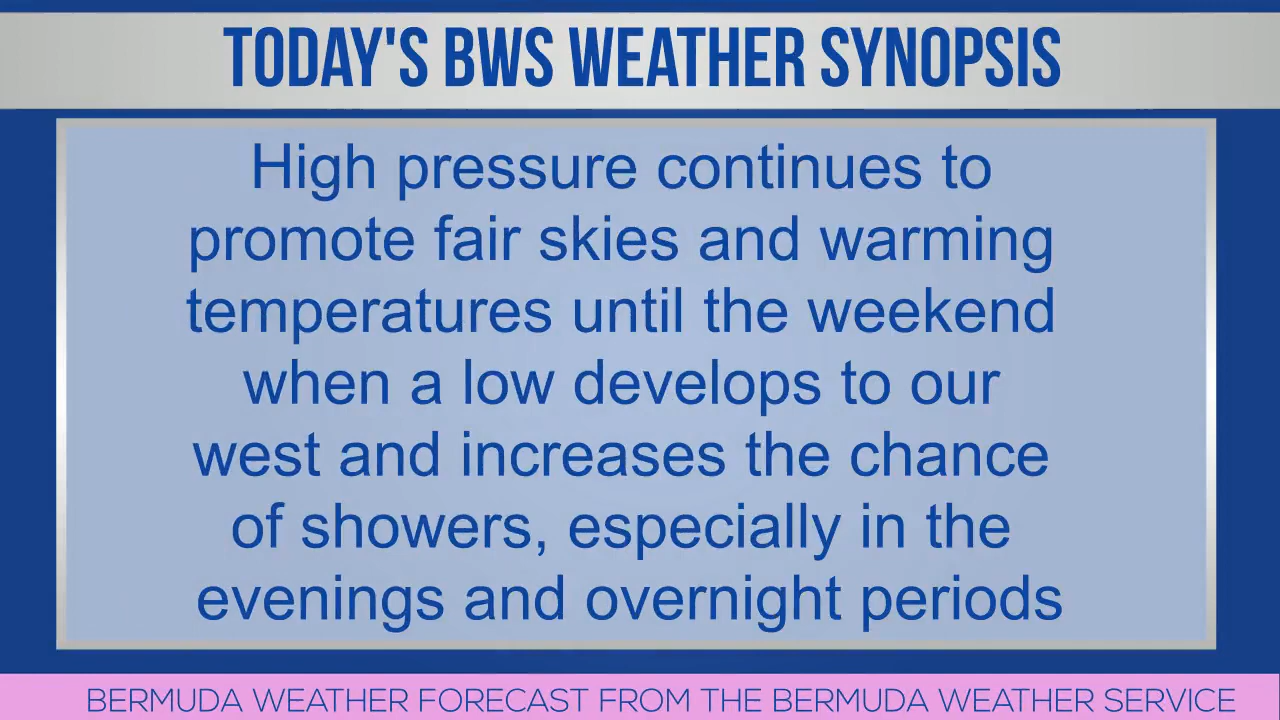 TODAY'S BWS WEATHER SYNOPSIS
High pressure continues to
promote fair skies and warming
temperatures until the weekend
when a low develops to our
west and increases the chance
of showers, especially in the
evenings and overnight periods
BERMUDA WEATHER FORECAST FROM THE BERMUDA WEATHER SERVICE